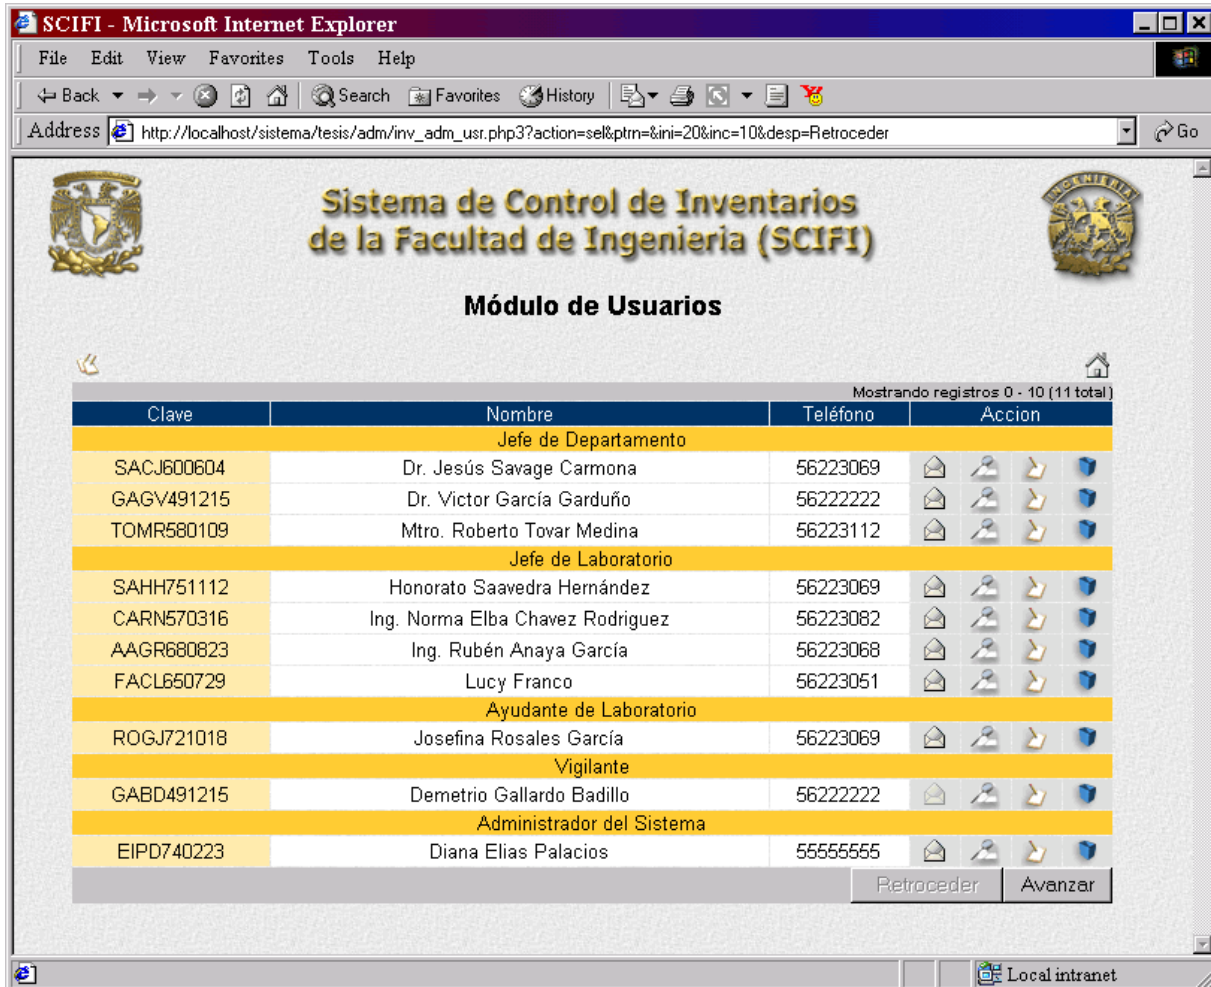 SCIFI - Microsoft Internet Explorer
File Edit View Favorites Tools Help
Back Search Favorites History
Address http://localhost/sistema/tesis/adm/inv_adm_usr.php3?action=sel&ptrn=&ini=20&inc=10&desp=Retroceder Go
INGENIERIA
Sistema de Control de Inventarios
de la Facultad de Ingenieria (SCIFI)
Módulo de Usuarios
Mostrando registros 0 - 10 (11 total)
Clave Nombre Teléfono Accion
Jefe de Departamento
SACJ600604 Dr. Jesús Savage Carmona 56223069
GAGV491215 Dr. Victor García Garduño 56222222
TOMR580109 Mtro. Roberto Tovar Medina 56223112
Jefe de Laboratorio
SAHH751112 Honorato Saavedra Hernández 56223069
CARN570316 Ing. Norma Elba Chavez Rodriguez 56223082
AAGR680823 Ing. Rubén Anaya García 56223068
FACL650729 Lucy Franco 56223051
Ayudante de Laboratorio
ROGJ721018 Josefina Rosales García 56223069
Vigilante
GABD491215 Demetrio Gallardo Badillo 56222222
Administrador del Sistema
EIPD740223 Diana Elias Palacios 55555555
Retroceder Avanzar
Local intranet